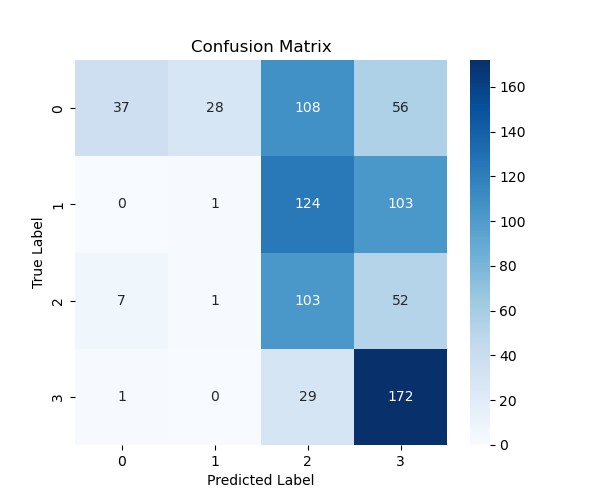 Confusion Matrix
True Label
0 37 28 108 56
1 0 1 124 103
2 7 1 103 52
3 1 0 29 172
0 1 2 3
Predicted Label
160
140
120
100
80
60
40
20
0